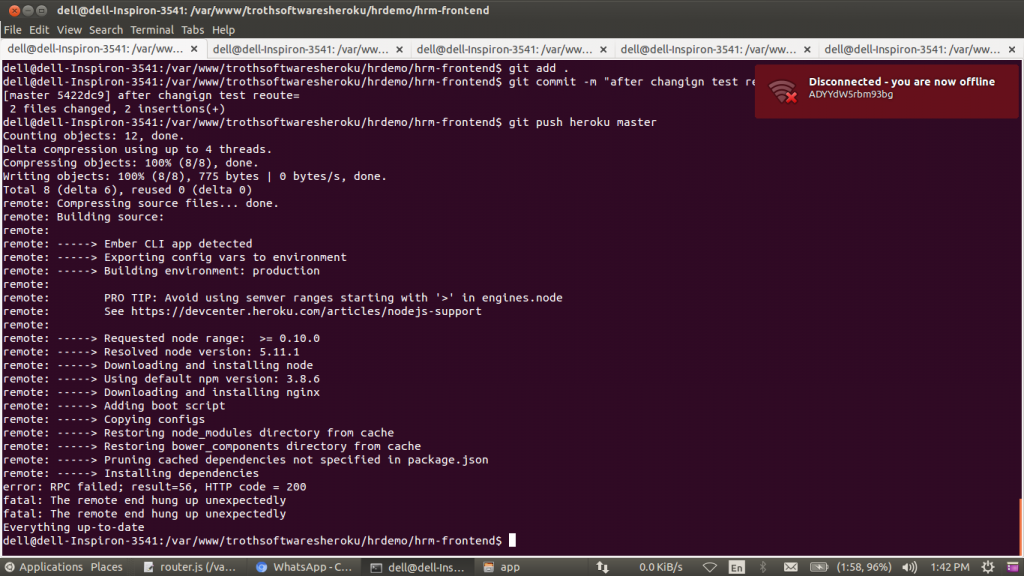 dell@dell-Inspiron-3541: /var/www/trothsoftwaresheroku/hrdemo/hrm-frontend
File Edit View Search Terminal Tabs Help
dell@dell-Inspiron-3541: /var/ww... × dell@dell-Inspiron-3541: /var/ww... × dell@dell-Inspiron-3541: /var/ww... × dell@dell-Inspiron-3541: /var/ww... × dell@dell-Inspiron-3541: /var/ww... ×
dell@dell-Inspiron-3541:/var/www/trothsoftwaresheroku/hrdemo/hrm-frontend$ git add .
dell@dell-Inspiron-3541:/var/www/trothsoftwaresheroku/hrdemo/hrm-frontend$ git commit -m "after changign test re
Disconnected - you are now offline
ADYYdW5rbm93bg
[master 5422dc9] after changign test reoute=
2 files changed, 2 insertions(+)
dell@dell-Inspiron-3541:/var/www/trothsoftwaresheroku/hrdemo/hrm-frontend$ git push heroku master
Counting objects: 12, done.
Delta compression using up to 4 threads.
Compressing objects: 100% (8/8), done.
Writing objects: 100% (8/8), 775 bytes | 0 bytes/s, done.
Total 8 (delta 6), reused 0 (delta 0)
remote: Compressing source files... done.
remote: Building source:
remote:
remote: -----> Ember CLI app detected
remote: -----> Exporting config vars to environment
remote: -----> Building environment: production
remote:
remote:        PRO TIP: Avoid using semver ranges starting with '>' in engines.node
remote:        See https://devcenter.heroku.com/articles/nodejs-support
remote:
remote: -----> Requested node range:  >= 0.10.0
remote: -----> Resolved node version: 5.11.1
remote: -----> Downloading and installing node
remote: -----> Using default npm version: 3.8.6
remote: -----> Downloading and installing nginx
remote: -----> Adding boot script
remote: -----> Copying configs
remote: -----> Restoring node_modules directory from cache
remote: -----> Restoring bower_components directory from cache
remote: -----> Pruning cached dependencies not specified in package.json
remote: -----> Installing dependencies
error: RPC failed; result=56, HTTP code = 200
fatal: The remote end hung up unexpectedly
fatal: The remote end hung up unexpectedly
Everything up-to-date
dell@dell-Inspiron-3541:/var/www/trothsoftwaresheroku/hrdemo/hrm-frontend$
Applications Places router.js (/va... WhatsApp - C... dell@dell-Ins... app 0.0 KiB/s En (1:58, 96%) 1:42 PM